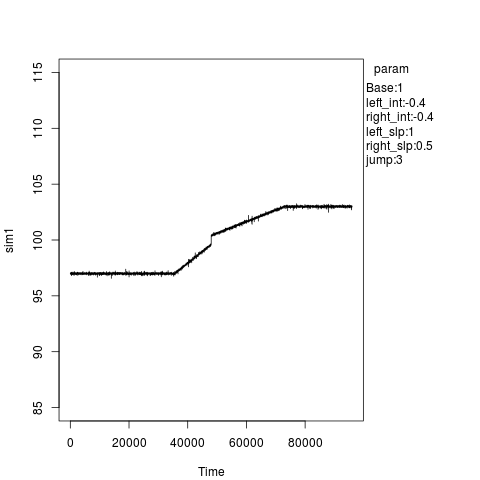 param
Base:1
left_int:-0.4
right_int:-0.4
left_slp:1
right_slp:0.5
jump:3
115
110
105
100
95
90
85
sim1
0
20000
40000
60000
80000
Time